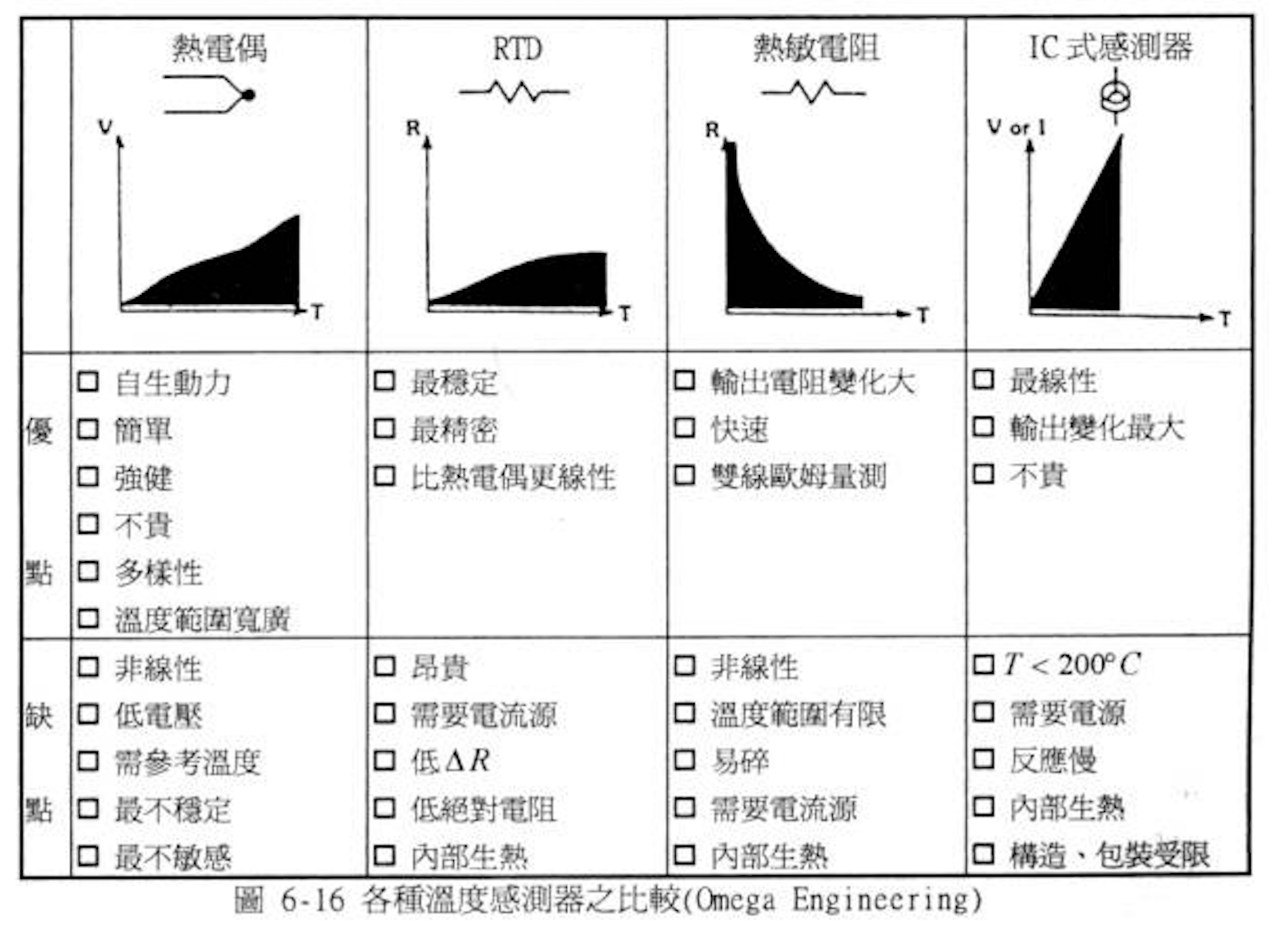 熱電偶
RTD
熱敏電阻
IC 式感測器
V
T
R
T
R
T
V or I
T
優點
□ 自生動力
□ 簡單
□ 強健
□ 不貴
□ 多樣性
□ 溫度範圍寬廣
□ 最穩定
□ 最精密
□ 比熱電偶更線性
□ 輸出電阻變化大
□ 快速
□ 雙線歐姆量測
□ 最線性
□ 輸出變化最大
□ 不貴
缺點
□ 非線性
□ 低電壓
□ 需參考溫度
□ 最不穩定
□ 最不敏感
□ 昂貴
□ 需要電流源
□ 低ΔR
□ 低絕對電阻
□ 內部生熱
□ 非線性
□ 溫度範圍有限
□ 易碎
□ 需要電流源
□ 內部生熱
□ T < 200°C
□ 需要電源
□ 反應慢
□ 內部生熱
□ 構造、包裝受限
圖 6-16 各種溫度感測器之比較(Omega Engineering)